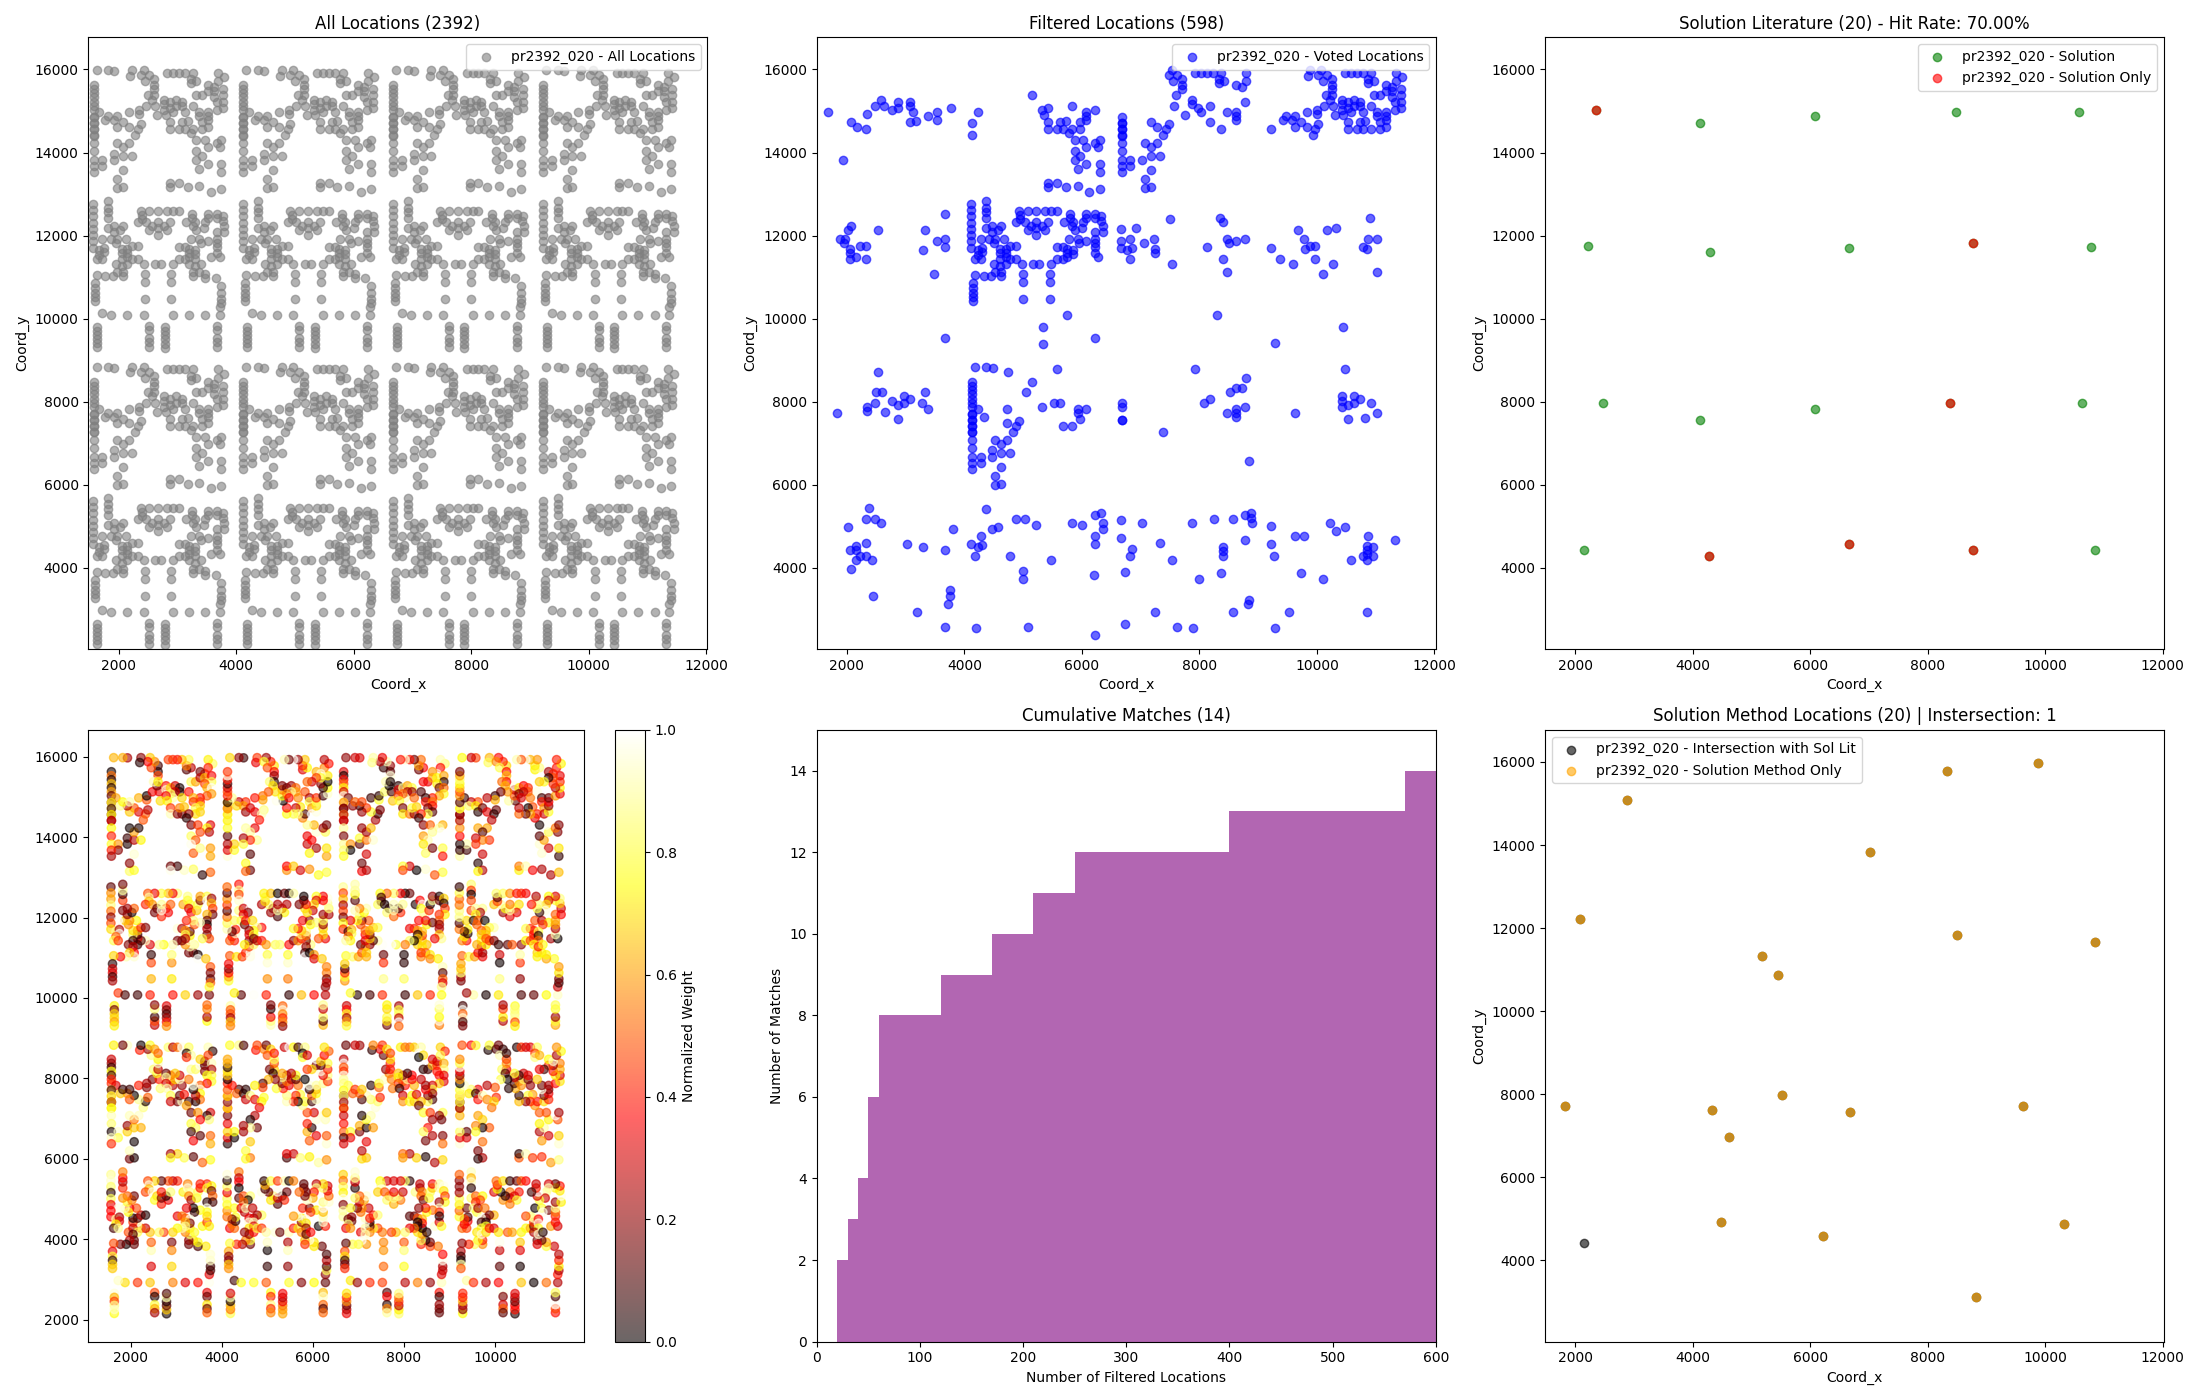 All Locations (2392)
pr2392_020 - All Locations
16000
14000
12000
10000
8000
6000
4000
Coord_y
2000 4000 6000 8000 10000 12000
Coord_x
Filtered Locations (598)
pr2392_020 - Voted Locations
16000
14000
12000
10000
8000
6000
4000
Coord_y
2000 4000 6000 8000 10000 12000
Coord_x
Solution Literature (20) - Hit Rate: 70.00%
pr2392_020 - Solution
pr2392_020 - Solution Only
16000
14000
12000
10000
8000
6000
4000
Coord_y
2000 4000 6000 8000 10000 12000
Coord_x
16000
14000
12000
10000
8000
6000
4000
2000
2000 4000 6000 8000 10000
1.0
0.8
0.6
0.4
0.2
0.0
Normalized Weight
Cumulative Matches (14)
14
12
10
8
6
4
2
0
Number of Matches
0 100 200 300 400 500 600
Number of Filtered Locations
Solution Method Locations (20) | Instersection: 1
pr2392_020 - Intersection with Sol Lit
pr2392_020 - Solution Method Only
16000
14000
12000
10000
8000
6000
4000
Coord_y
2000 4000 6000 8000 10000 12000
Coord_x